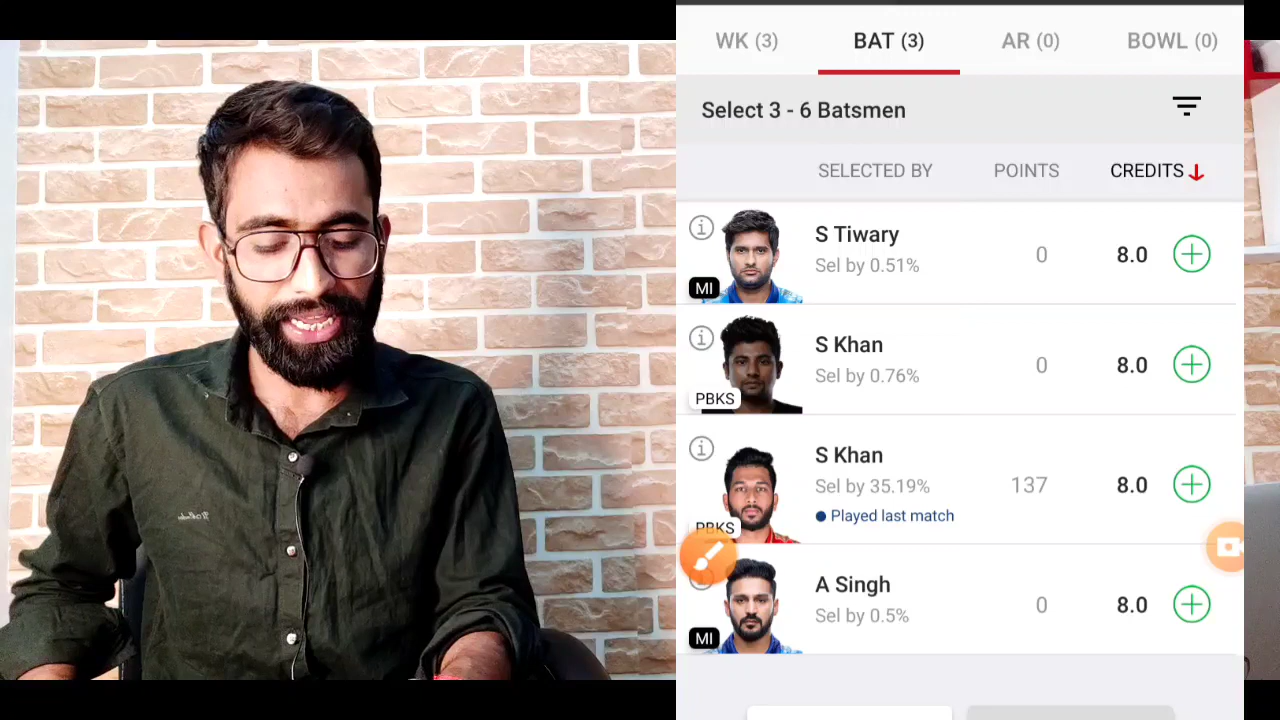 WK (3) BAT (3) AR (0) BOWL (0)
Select 3 - 6 Batsmen
SELECTED BY POINTS CREDITS
S Tiwary
Sel by 0.51% 0 8.0
MI
S Khan
Sel by 0.76% 0 8.0
PBKS
S Khan
Sel by 35.19% 137 8.0
Played last match
PBKS
A Singh
Sel by 0.5% 0 8.0
MI